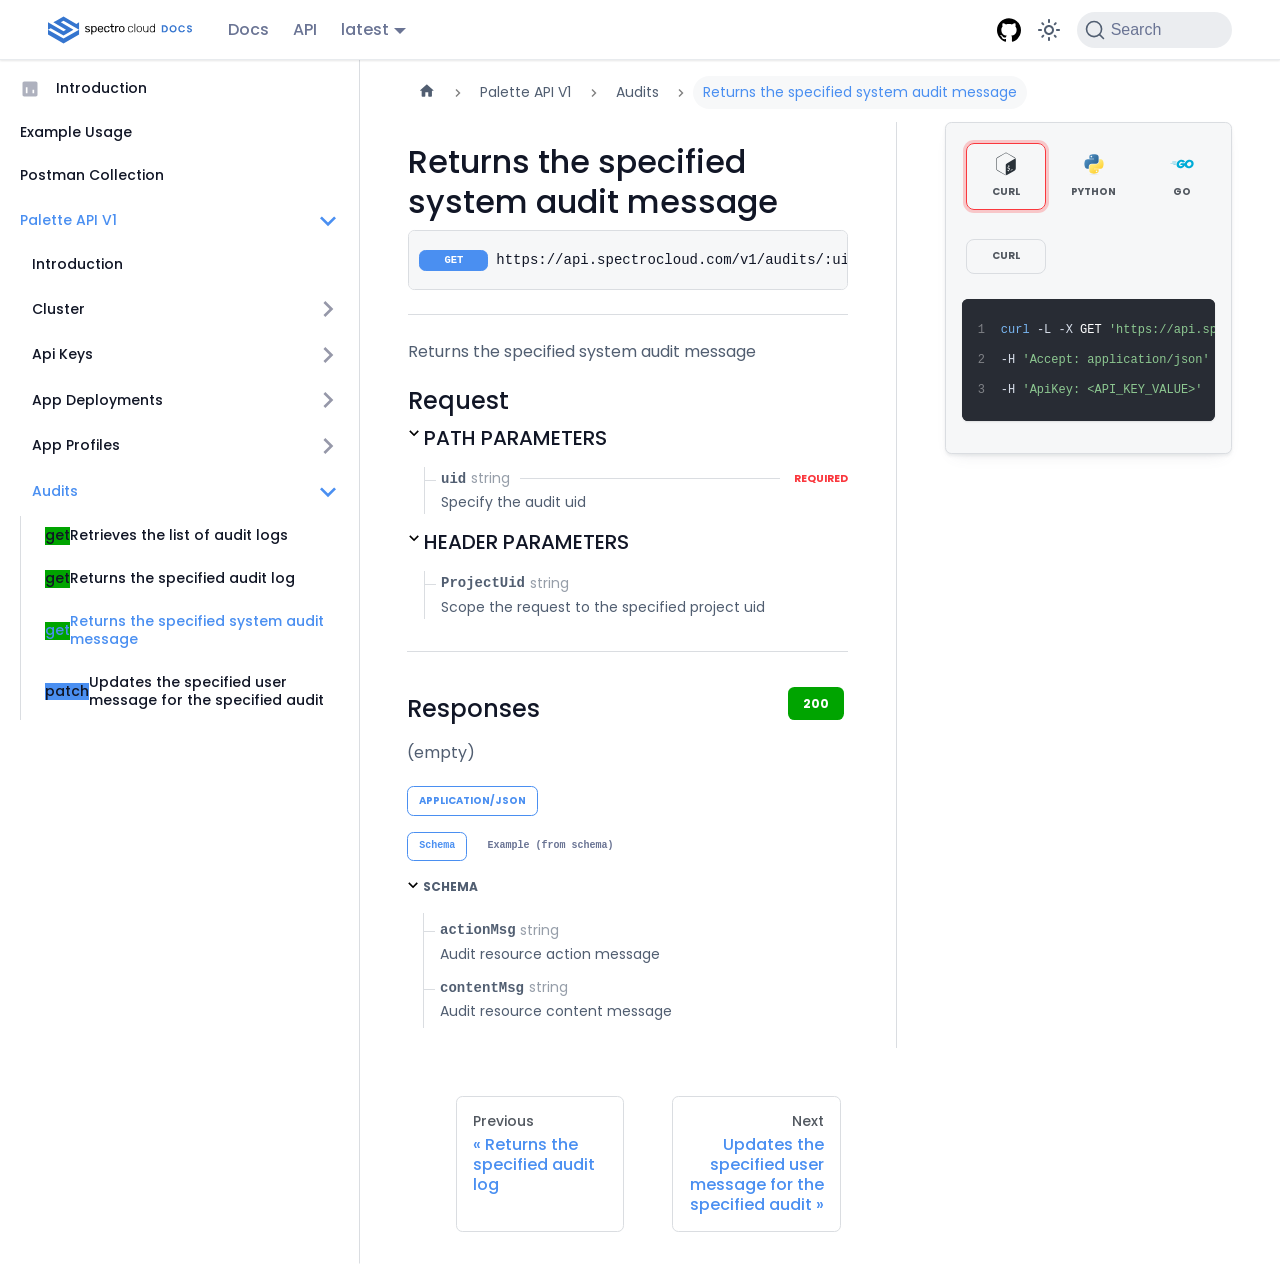 spectro cloud DOCS
Docs
API
latest
Search
Introduction
Example Usage
Postman Collection
Palette API V1
Introduction
Cluster
Api Keys
App Deployments
App Profiles
Audits
get Retrieves the list of audit logs
get Returns the specified audit log
get Returns the specified system audit
message
patch Updates the specified user
message for the specified audit
Palette API V1
Audits
Returns the specified system audit message
Returns the specified
system audit message
GET https://api.spectrocloud.com/v1/audits/:ui
Returns the specified system audit message
Request
PATH PARAMETERS
uid string REQUIRED
Specify the audit uid
HEADER PARAMETERS
ProjectUid string
Scope the request to the specified project uid
Responses
200
(empty)
APPLICATION/JSON
Schema Example (from schema)
SCHEMA
actionMsg string
Audit resource action message
contentMsg string
Audit resource content message
CURL PYTHON GO
CURL
1 curl -L -X GET 'https://api.sp
2 -H 'Accept: application/json'
3 -H 'ApiKey: <API_KEY_VALUE>'
Previous
« Returns the
specified audit
log
Next
Updates the
specified user
message for the
specified audit »